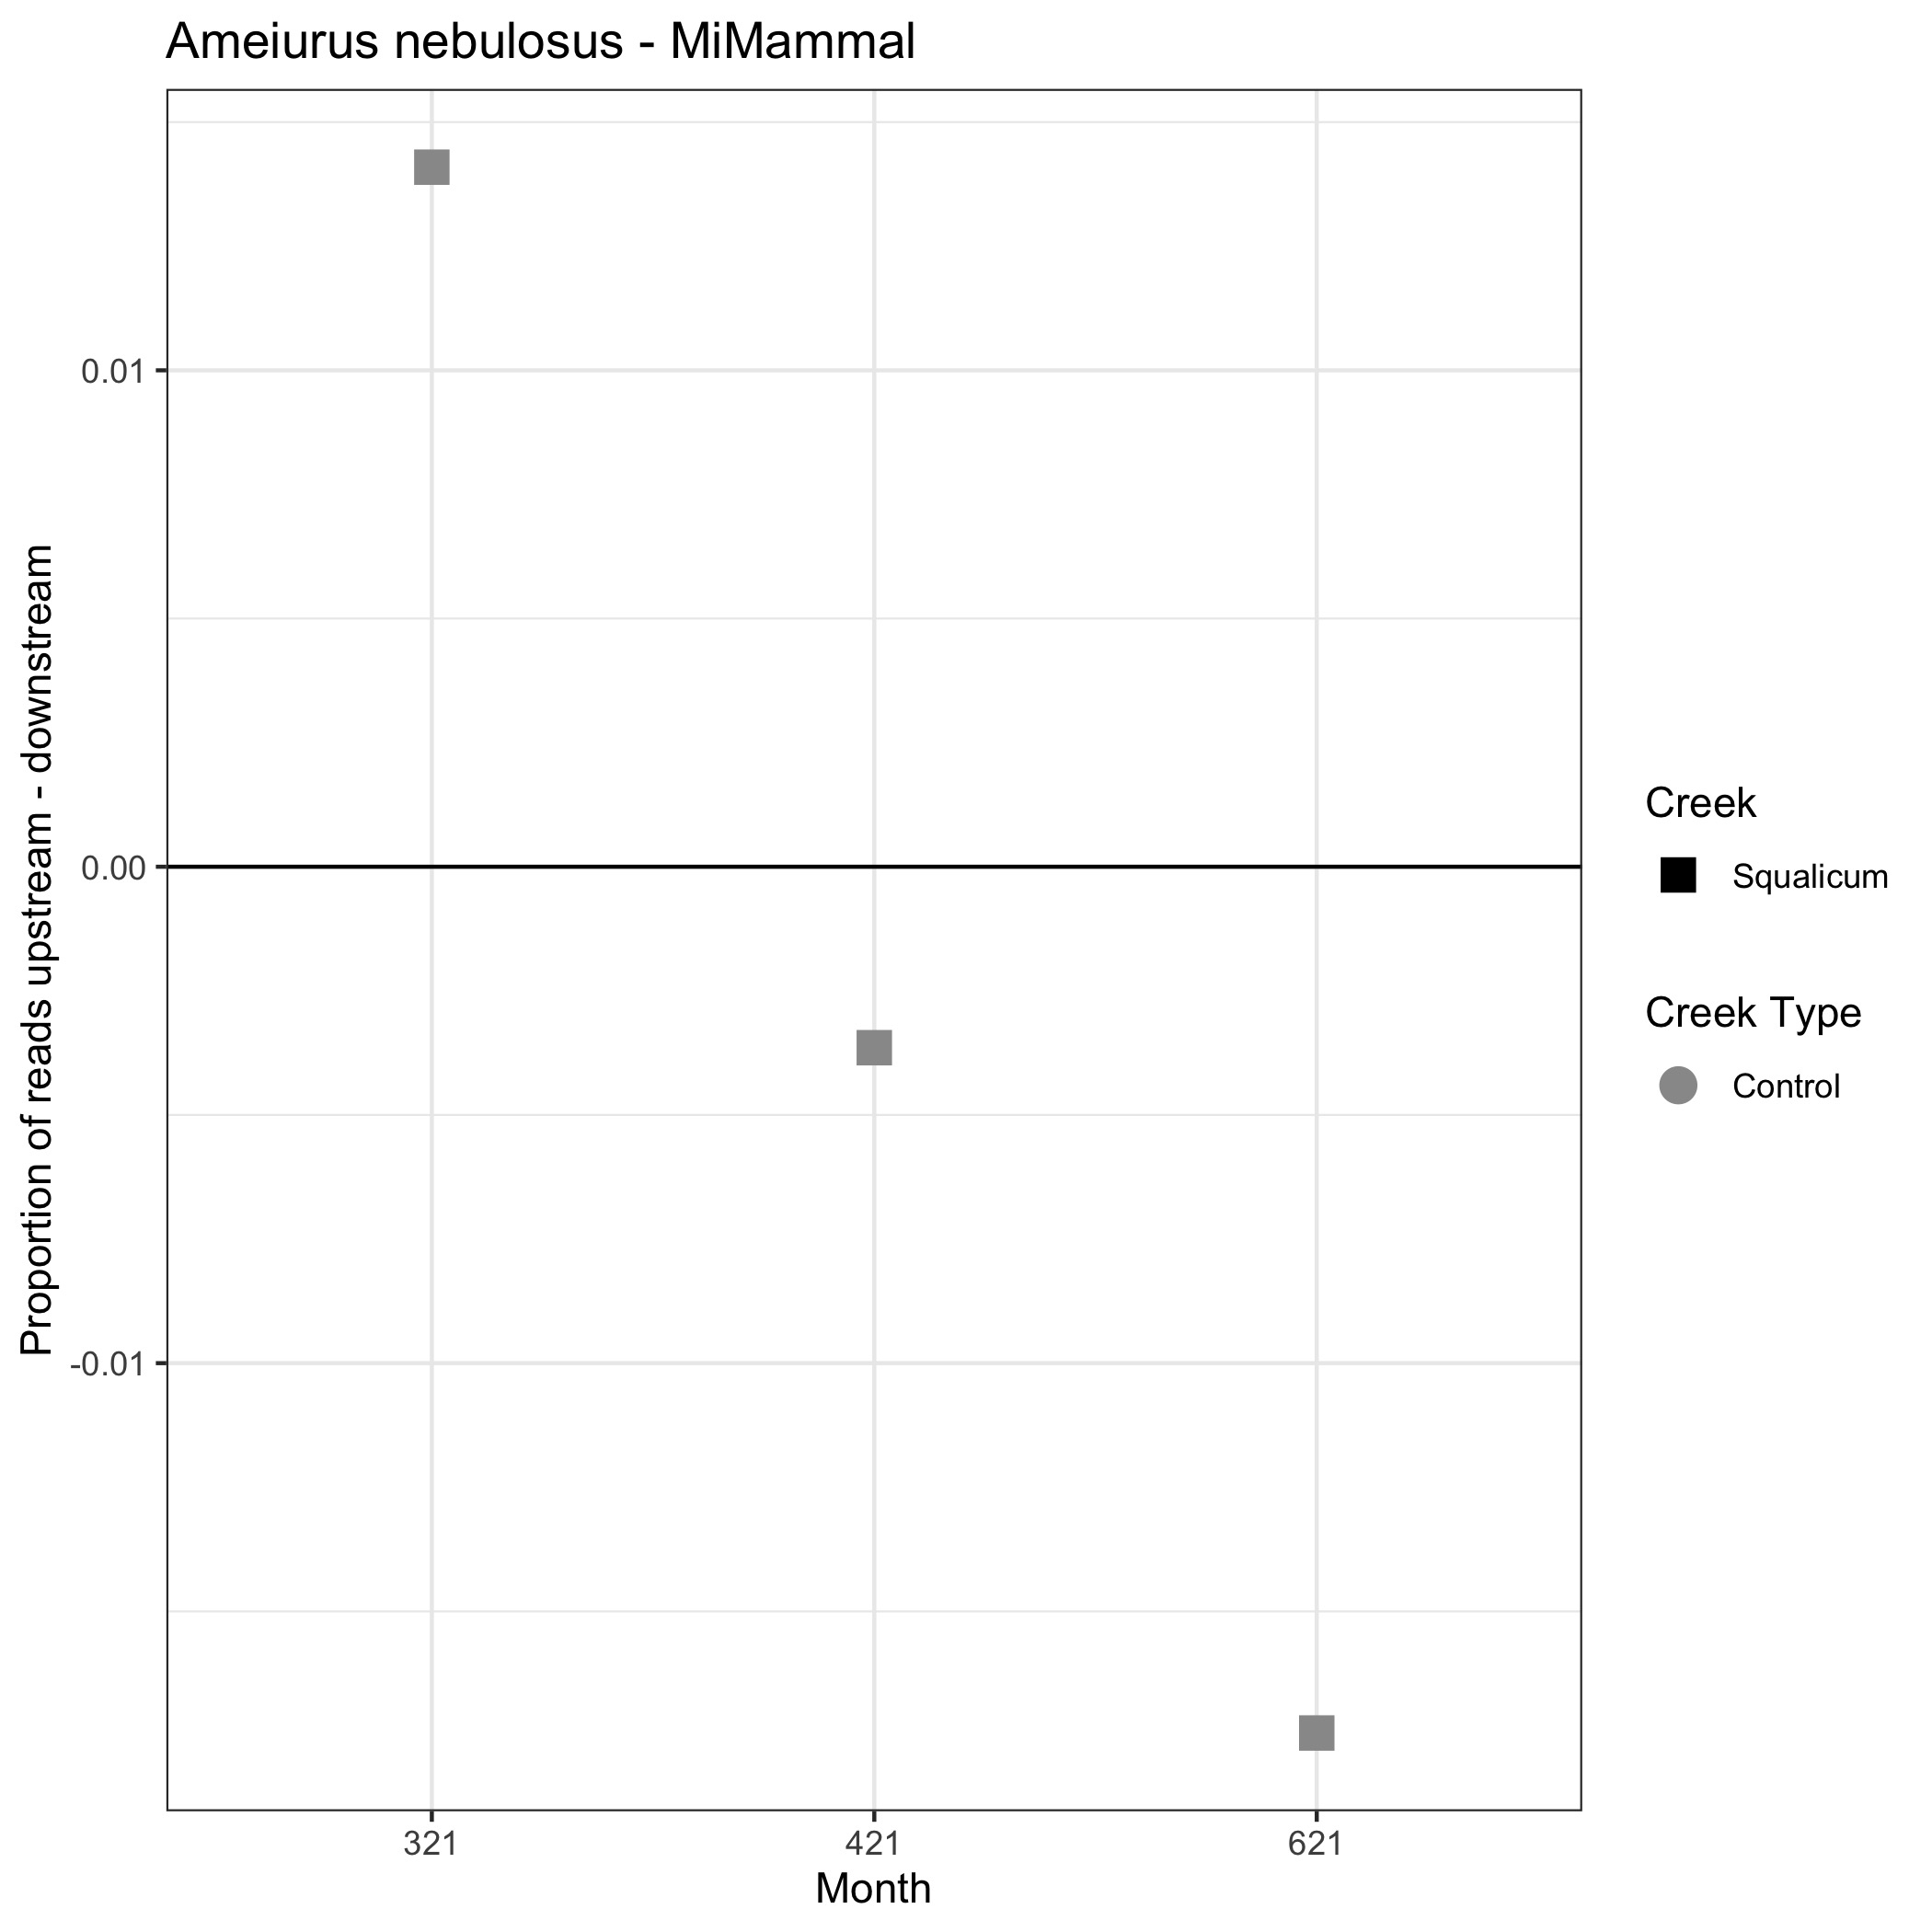 Ameiurus nebulosus - MiMammal
Proportion of reads upstream - downstream
0.01
0.00
-0.01
321
421
621
Month
Creek
Squalicum
Creek Type
Control